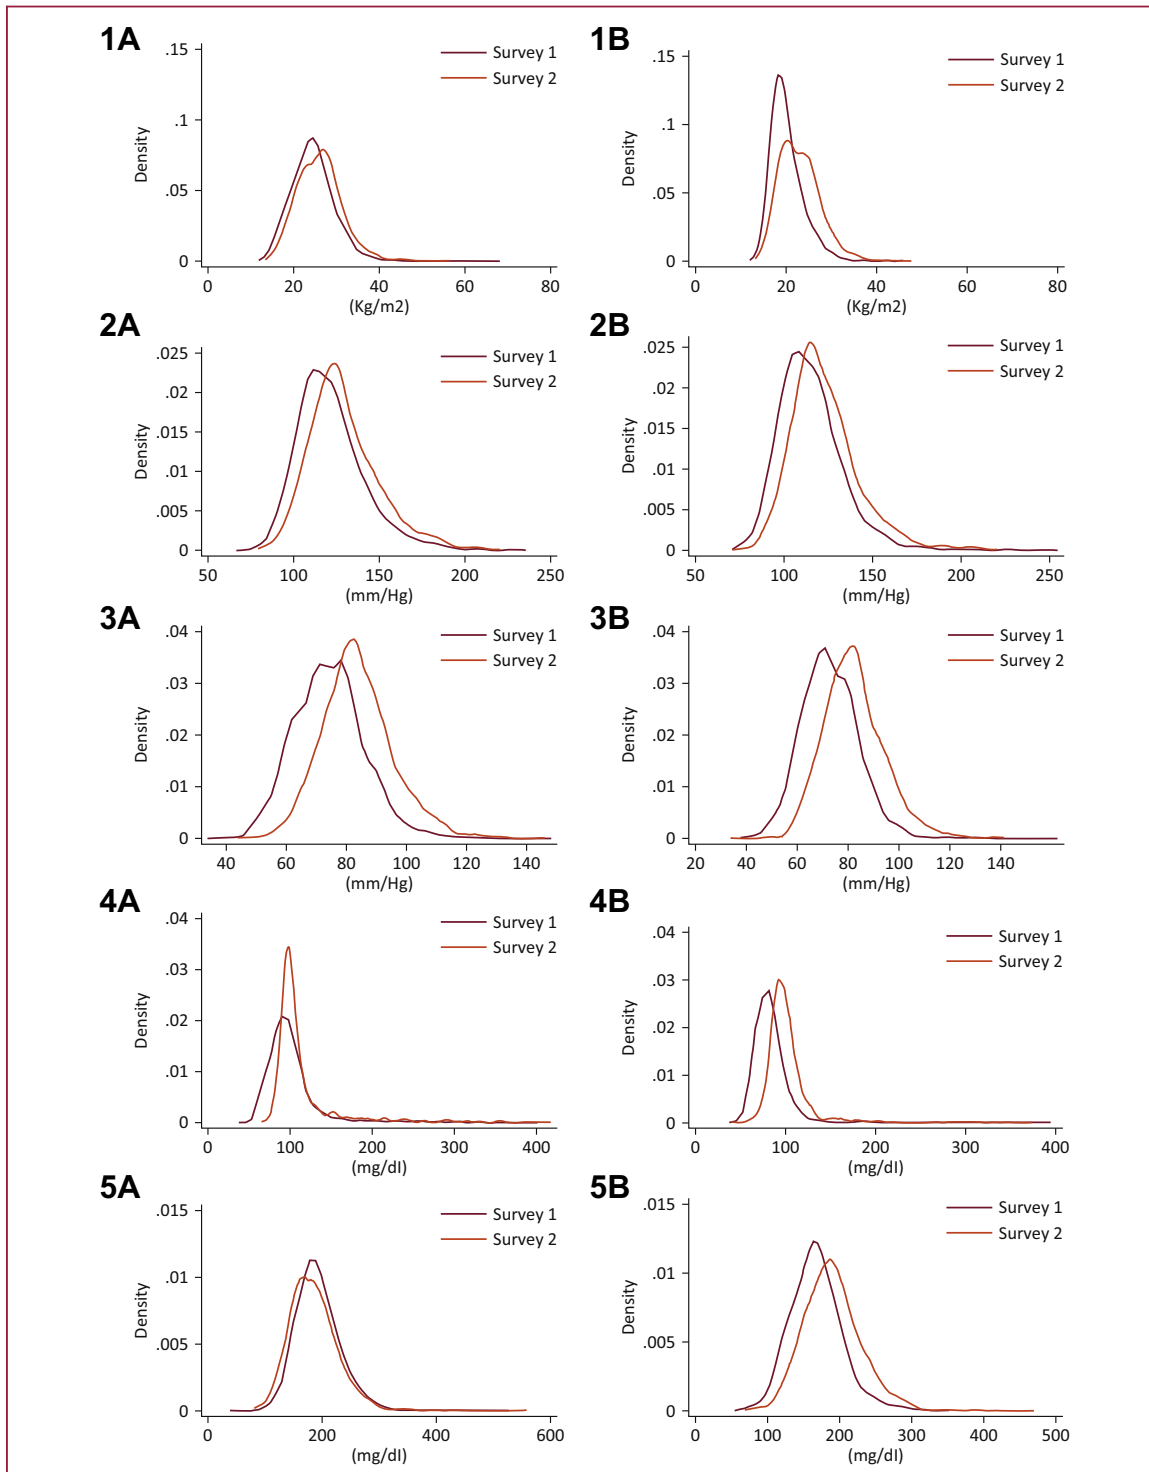 1A
.15
.1
.05
0
Density
Survey 1
Survey 2
0 20 40 60 80
(Kg/m2)
1B
.15
.1
.05
0
Density
Survey 1
Survey 2
0 20 40 60 80
(Kg/m2)
2A
.025
.02
.015
.01
.005
0
Density
Survey 1
Survey 2
50 100 150 200 250
(mm/Hg)
2B
.025
.02
.015
.01
.005
0
Density
Survey 1
Survey 2
50 100 150 200 250
(mm/Hg)
3A
.04
.03
.02
.01
0
Density
Survey 1
Survey 2
40 60 80 100 120 140
(mm/Hg)
3B
.04
.03
.02
.01
0
Density
Survey 1
Survey 2
20 40 60 80 100 120 140
(mm/Hg)
4A
.04
.03
.02
.01
0
Density
Survey 1
Survey 2
0 100 200 300 400
(mg/dl)
4B
.04
.03
.02
.01
0
Density
Survey 1
Survey 2
0 100 200 300 400
(mg/dl)
5A
.015
.01
.005
0
Density
Survey 1
Survey 2
0 200 400 600
(mg/dl)
5B
.015
.01
.005
0
Density
Survey 1
Survey 2
0 100 200 300 400 500
(mg/dl)